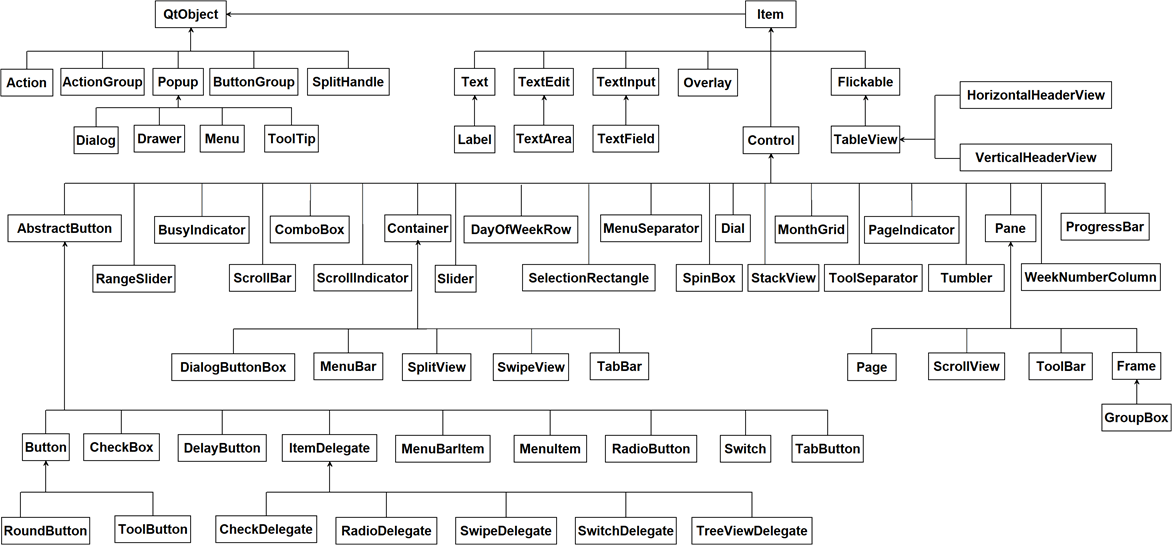 QtObject
Item
Action
ActionGroup
Popup
ButtonGroup
SplitHandle
Text
TextEdit
TextInput
Overlay
Flickable
HorizontalHeaderView
Dialog
Drawer
Menu
ToolTip
Label
TextArea
TextField
Control
TableView
VerticalHeaderView
AbstractButton
BusyIndicator
ComboBox
Container
DayOfWeekRow
MenuSeparator
Dial
MonthGrid
PageIndicator
Pane
ProgressBar
RangeSlider
ScrollBar
ScrollIndicator
Slider
SelectionRectangle
SpinBox
StackView
ToolSeparator
Tumbler
WeekNumberColumn
DialogButtonBox
MenuBar
SplitView
SwipeView
TabBar
Page
ScrollView
ToolBar
Frame
GroupBox
Button
CheckBox
DelayButton
ItemDelegate
MenuBarItem
MenuItem
RadioButton
Switch
TabButton
RoundButton
ToolButton
CheckDelegate
RadioDelegate
SwipeDelegate
SwitchDelegate
TreeViewDelegate